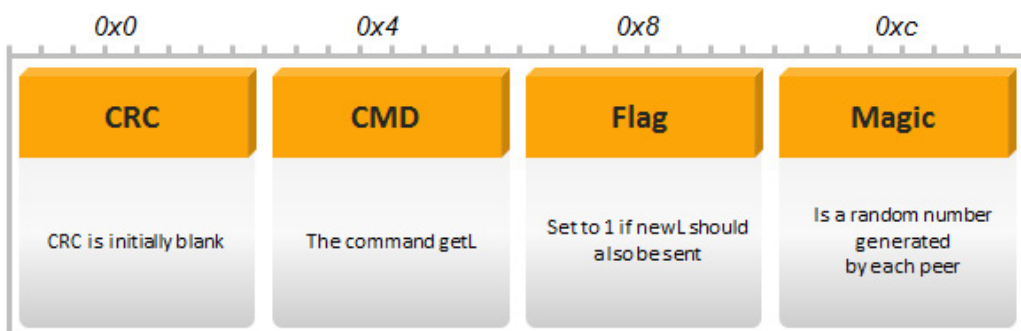 0x0 0x4 0x8 0xc
CRC CMD Flag Magic
CRC is initially blank
The command getL
Set to 1 if newL should
also be sent
Is a random number
generated
by each peer